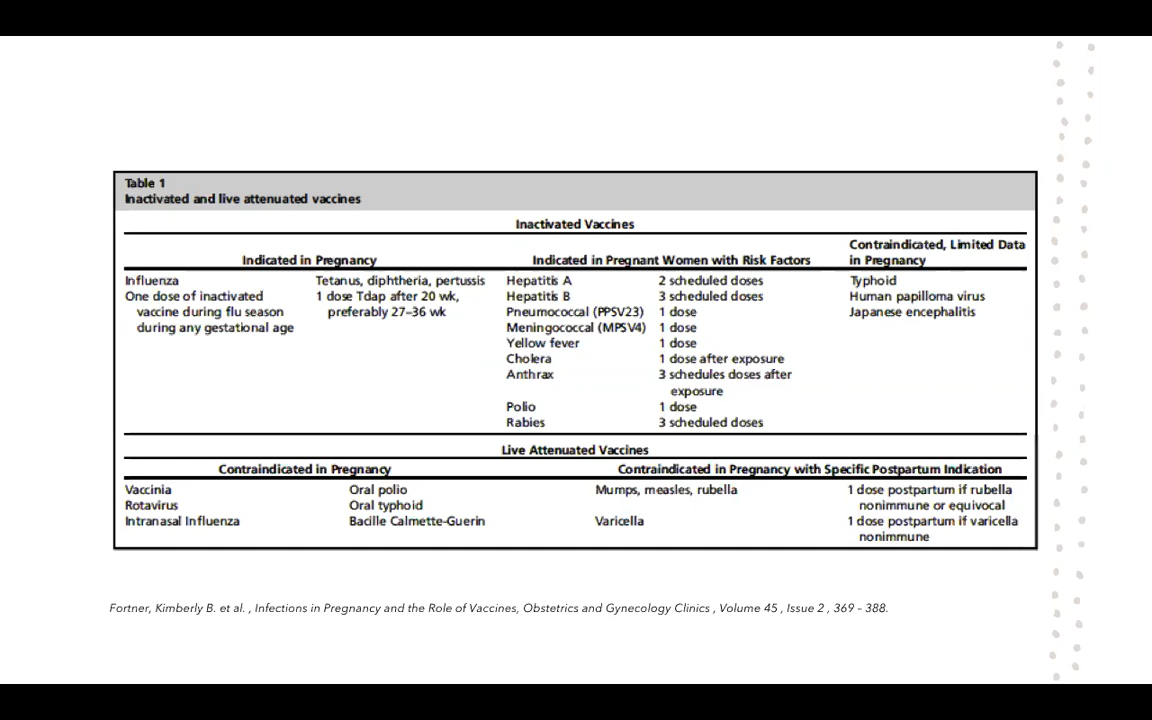 Table 1
Inactivated and live attenuated vaccines
Inactivated Vaccines
Indicated in Pregnancy
Indicated in Pregnant Women with Risk Factors
Contraindicated, Limited Data
in Pregnancy
Influenza
One dose of inactivated
vaccine during flu season
during any gestational age
Tetanus, diphtheria, pertussis
1 dose Tdap after 20 wk,
preferably 27–36 wk
Hepatitis A 2 scheduled doses
Hepatitis B 3 scheduled doses
Pneumococcal (PPSV23) 1 dose
Meningococcal (MPSV4) 1 dose
Yellow fever 1 dose
Cholera 1 dose after exposure
Anthrax 3 schedules doses after
exposure
Polio 1 dose
Rabies 3 scheduled doses
Typhoid
Human papilloma virus
Japanese encephalitis
Live Attenuated Vaccines
Contraindicated in Pregnancy
Contraindicated in Pregnancy with Specific Postpartum Indication
Vaccinia
Rotavirus
Intranasal Influenza
Oral polio
Oral typhoid
Bacille Calmette-Guerin
Mumps, measles, rubella 1 dose postpartum if rubella
nonimmune or equivocal
Varicella 1 dose postpartum if varicella
nonimmune
Fortner, Kimberly B. et al. , Infections in Pregnancy and the Role of Vaccines, Obstetrics and Gynecology Clinics , Volume 45 , Issue 2 , 369 – 388.